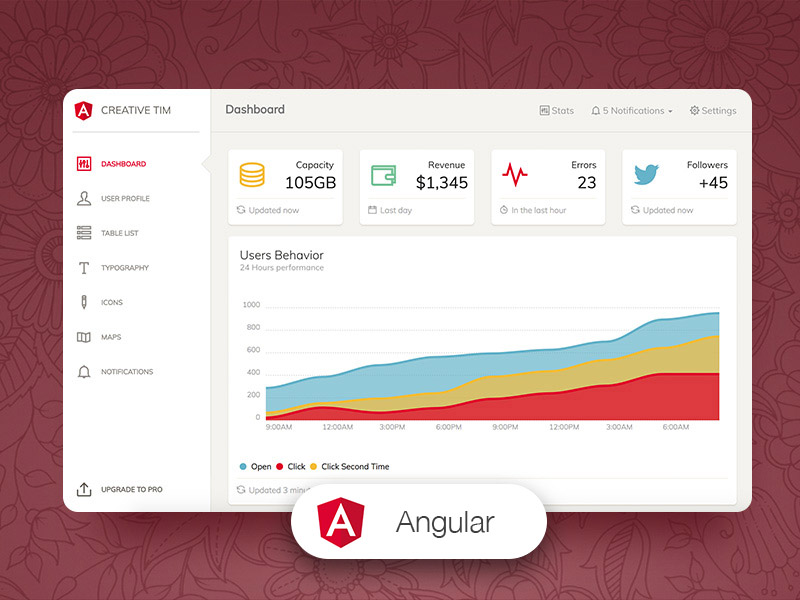 CREATIVE TIM
Dashboard
Stats
5 Notifications
Settings
DASHBOARD
USER PROFILE
TABLE LIST
TYPOGRAPHY
ICONS
MAPS
NOTIFICATIONS
UPGRADE TO PRO
Capacity
105GB
Updated now
Revenue
$1,345
Last day
Errors
23
In the last hour
Followers
+45
Updated now
Users Behavior
24 Hours performance
1000
800
600
400
200
0
9:00AM 12:00AM 3:00PM 6:00PM 9:00PM 12:00PM 3:00AM 6:00AM
Open Click Click Second Time
Updated 3
A Angular